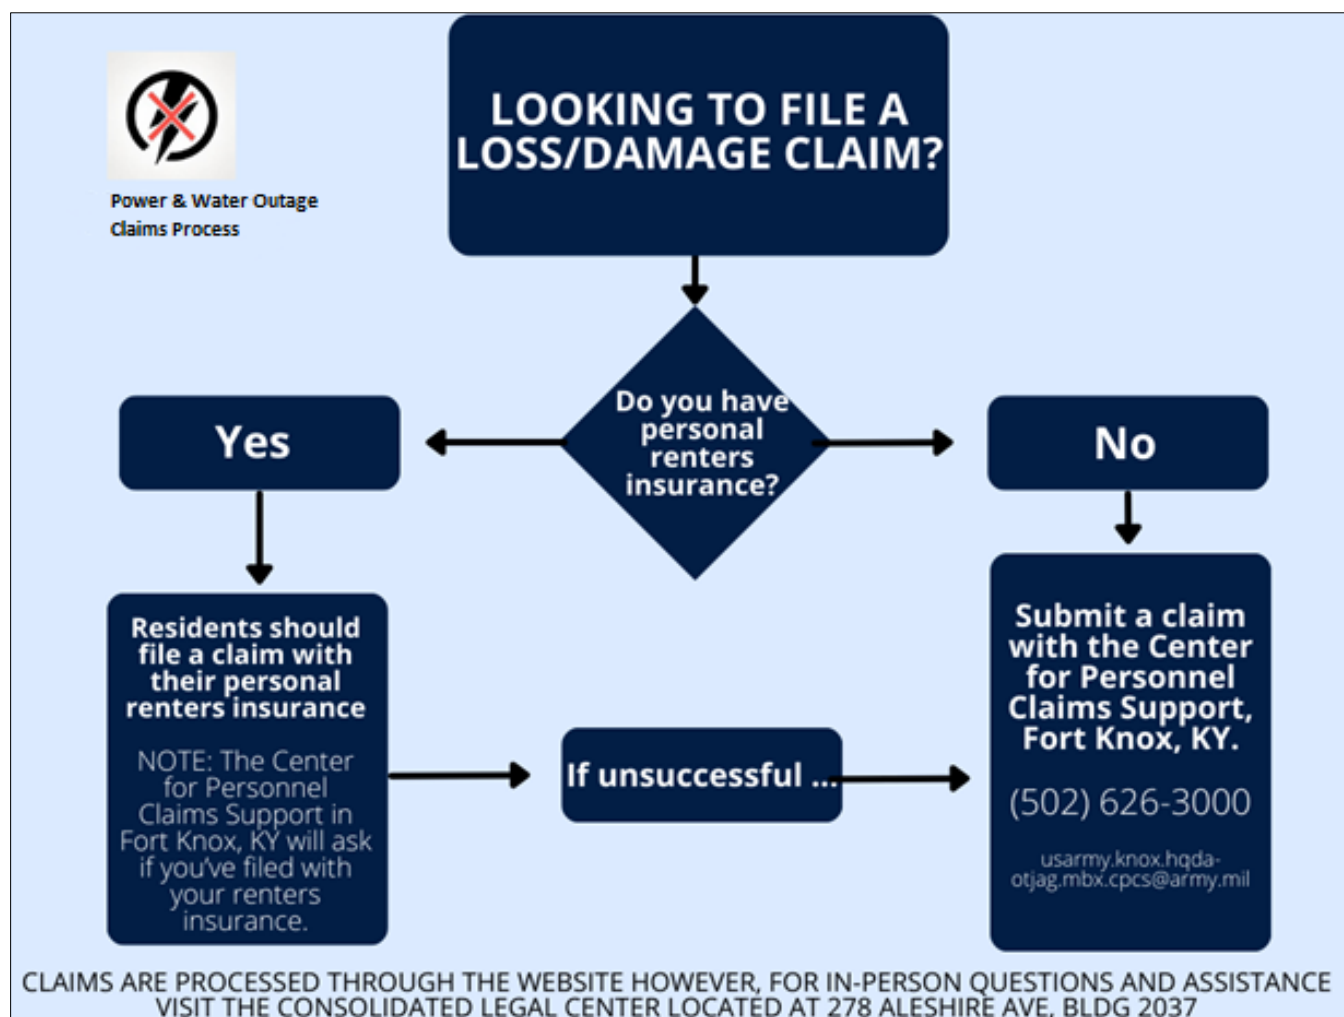 LOOKING TO FILE A
LOSS/DAMAGE CLAIM?
Power & Water Outage
Claims Process
Do you have
personal
renters
insurance?
Yes
No
Residents should
file a claim with
their personal
renters insurance
NOTE: The Center
for Personnel
Claims Support in
Fort Knox, KY will ask
if you've filed with
your renters
insurance.
If unsuccessful ...
Submit a claim
with the Center
for Personnel
Claims Support,
Fort Knox, KY.
(502) 626-3000
usarmy.knox.hqda-
otjag.mbx.cpcs@army.mil
CLAIMS ARE PROCESSED THROUGH THE WEBSITE HOWEVER, FOR IN-PERSON QUESTIONS AND ASSISTANCE
VISIT THE CONSOLIDATED LEGAL CENTER LOCATED AT 278 ALESHIRE AVE, BLDG 2037